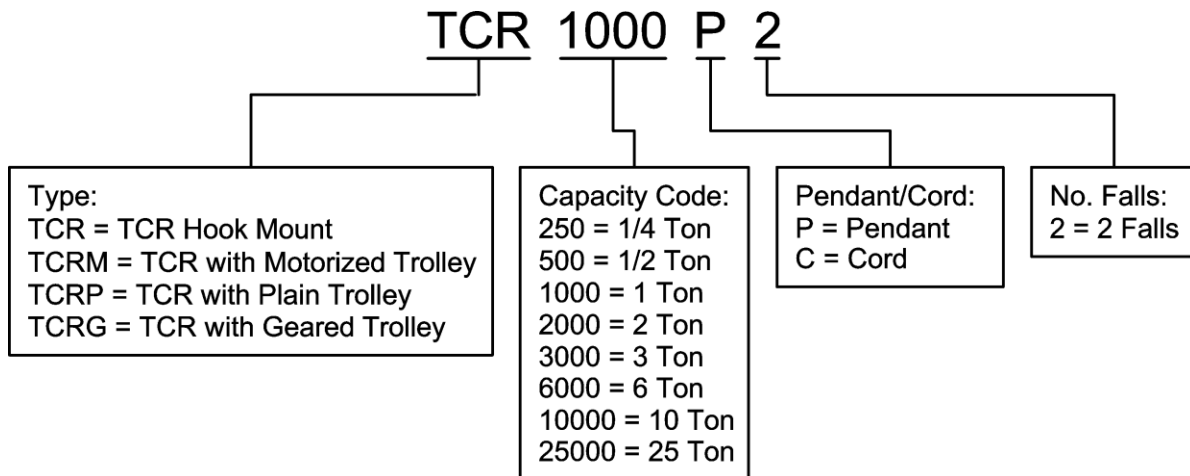 TCR 1000 P 2
Type:
TCR = TCR Hook Mount
TCRM = TCR with Motorized Trolley
TCRP = TCR with Plain Trolley
TCRG = TCR with Geared Trolley
Capacity Code:
250 = 1/4 Ton
500 = 1/2 Ton
1000 = 1 Ton
2000 = 2 Ton
3000 = 3 Ton
6000 = 6 Ton
10000 = 10 Ton
25000 = 25 Ton
Pendant/Cord:
P = Pendant
C = Cord
No. Falls:
2 = 2 Falls